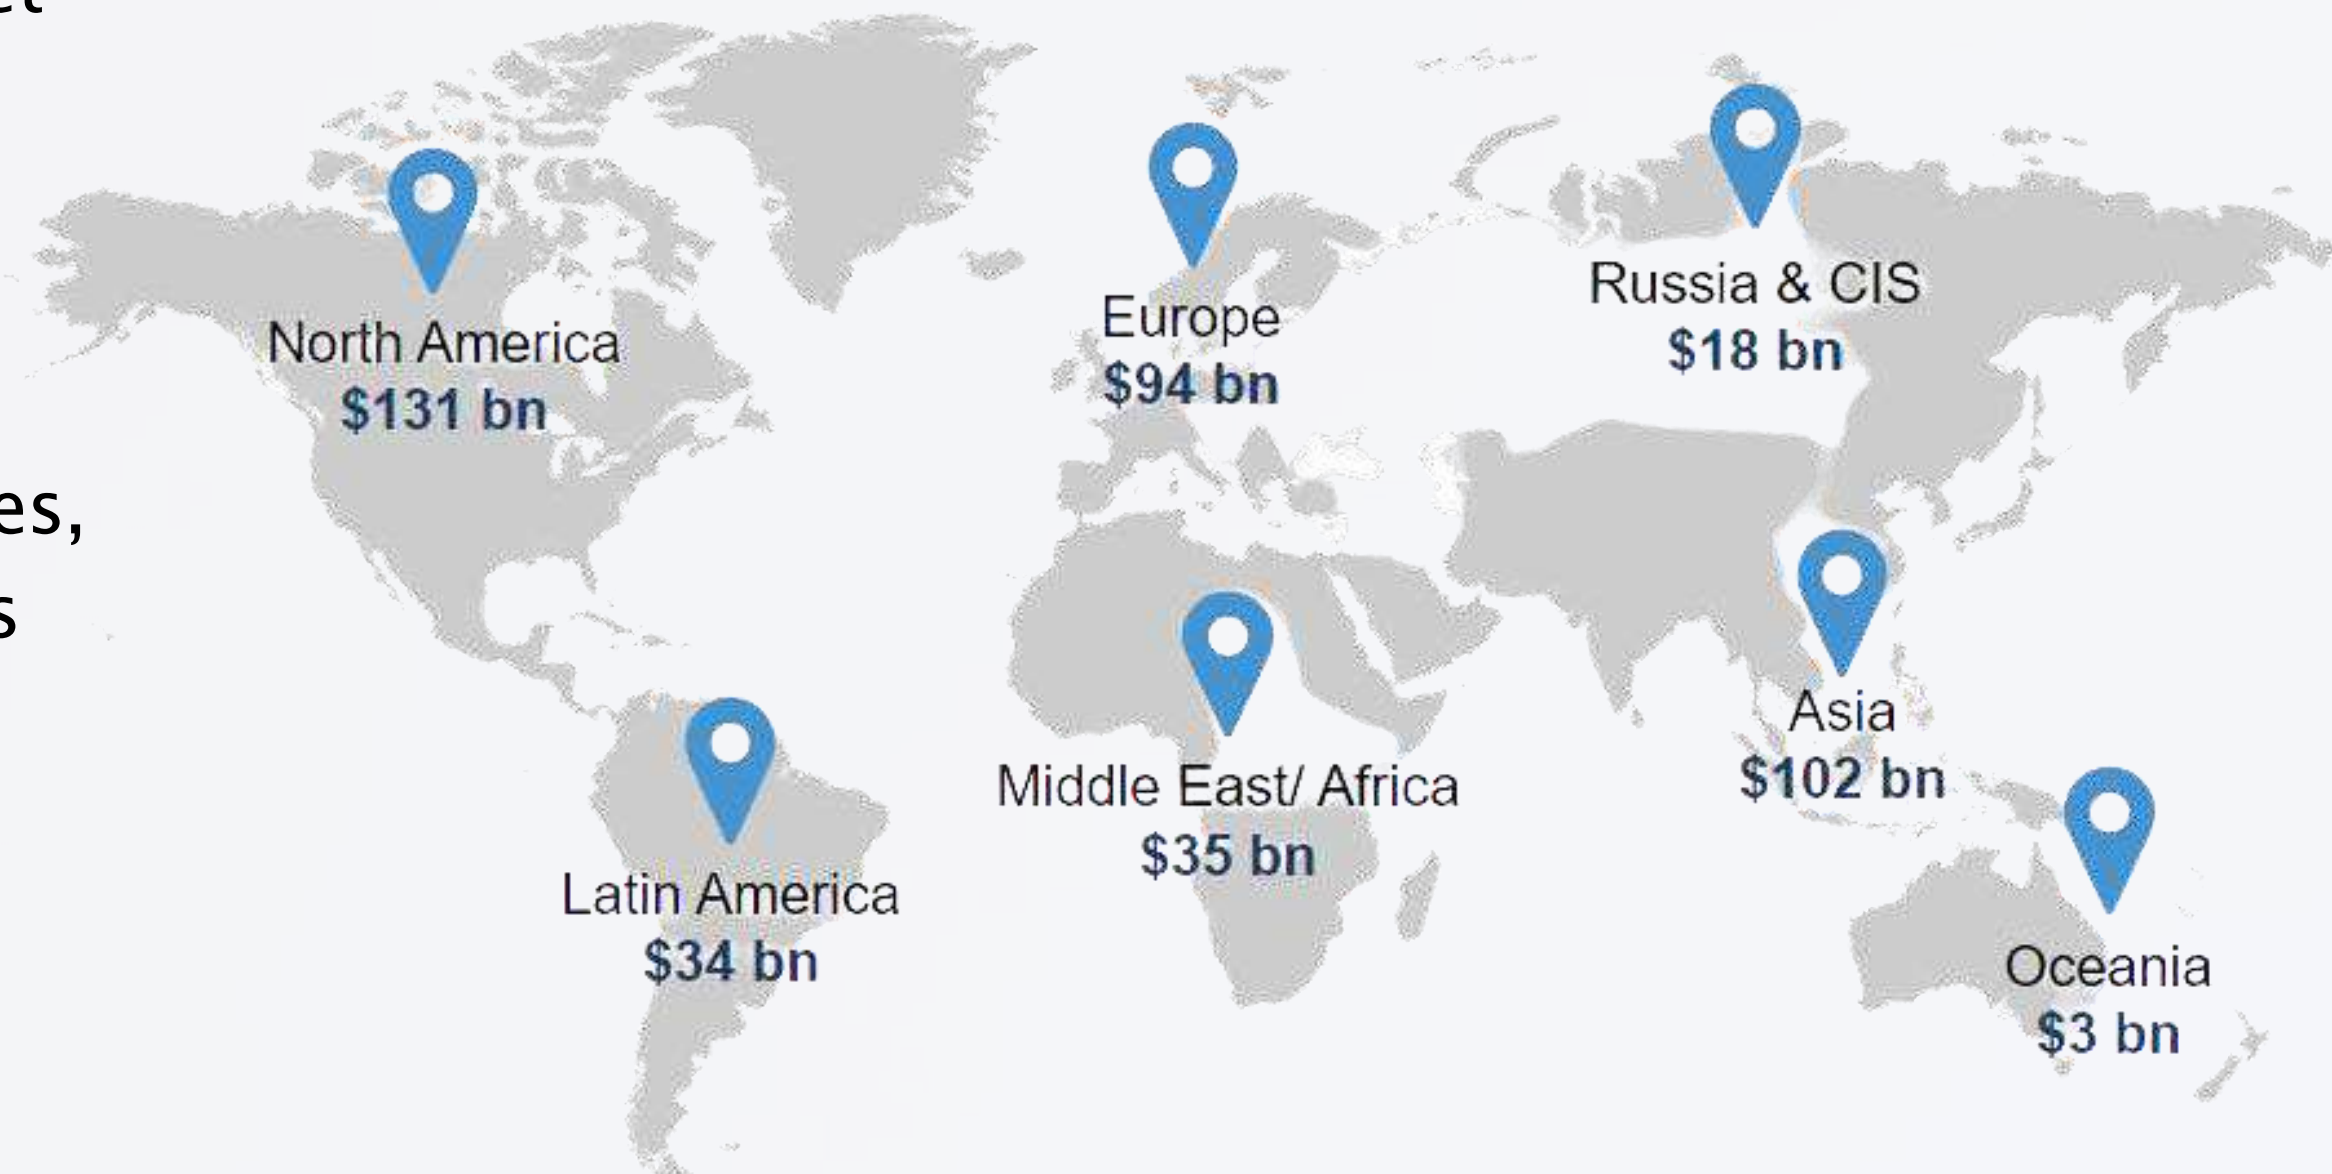 es,
s
North America
$131 bn
Europe
$94 bn
Russia & CIS
$18 bn
Latin America
$34 bn
Middle East/ Africa
$35 bn
Asia
$102 bn
Oceania
$3 bn